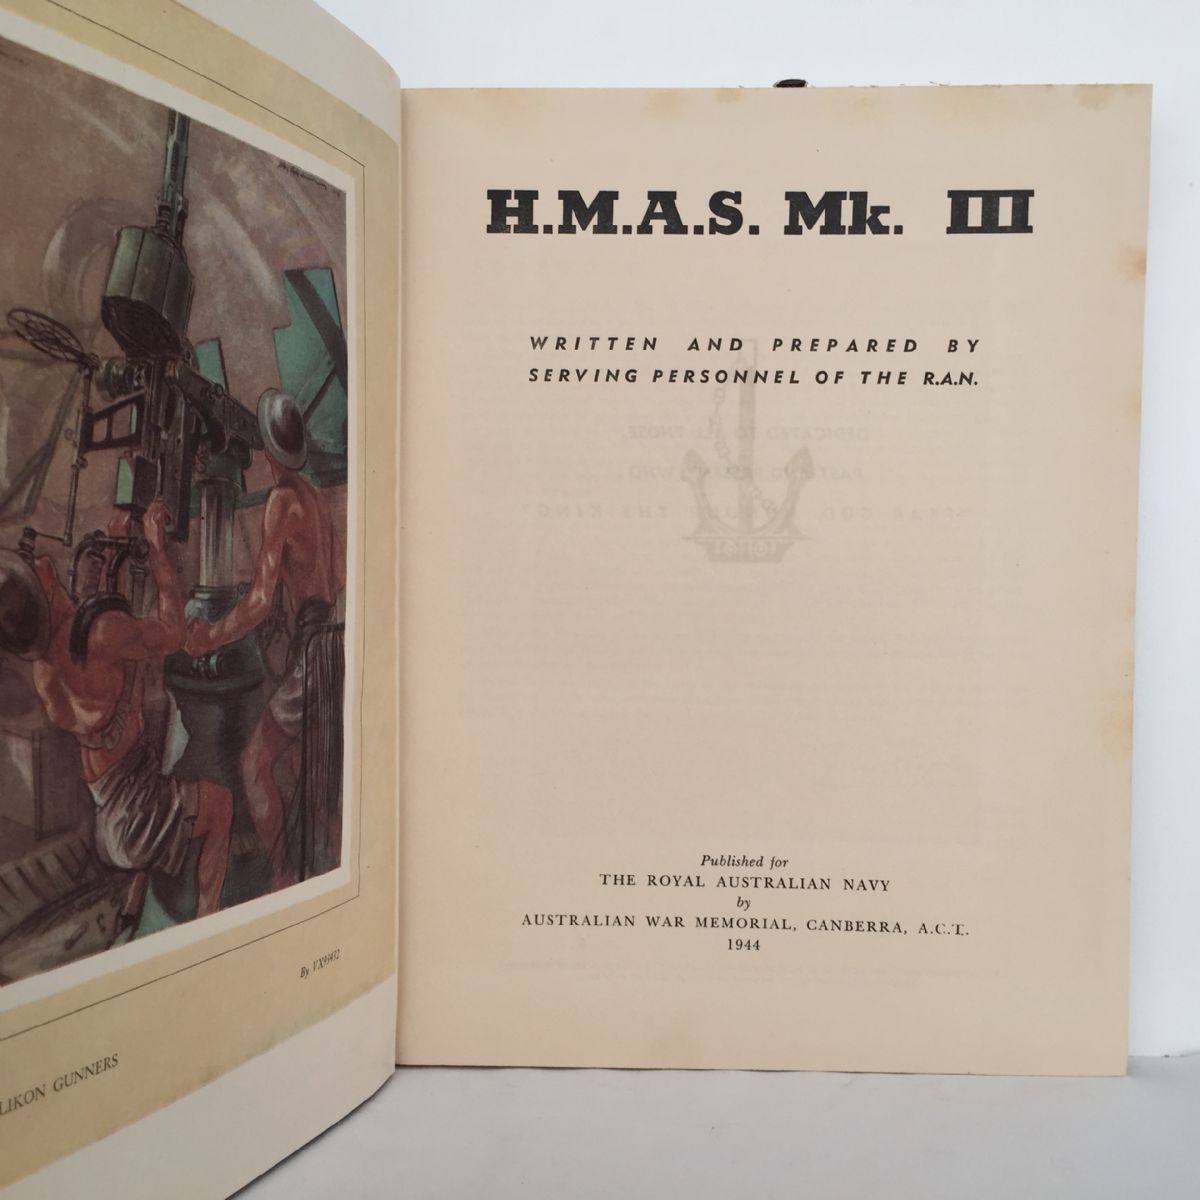 By VX93432
LIKON GUNNERS
H.M.A.S. Mk. III
WRITTEN AND PREPARED BY
SERVING PERSONNEL OF THE R.A.N.
Published for
THE ROYAL AUSTRALIAN NAVY
by
AUSTRALIAN WAR MEMORIAL, CANBERRA, A.C.T.
1944